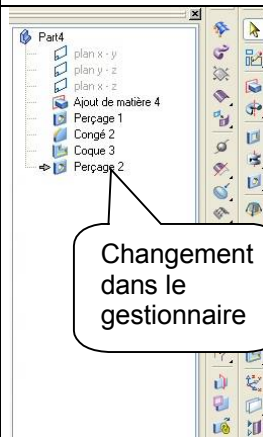 Part4
plan x - y
plan y - z
plan x - z
Ajout de matière 4
Perçage 1
Congé 2
Coque 3
Perçage 2
Changement
dans le
gestionnaire